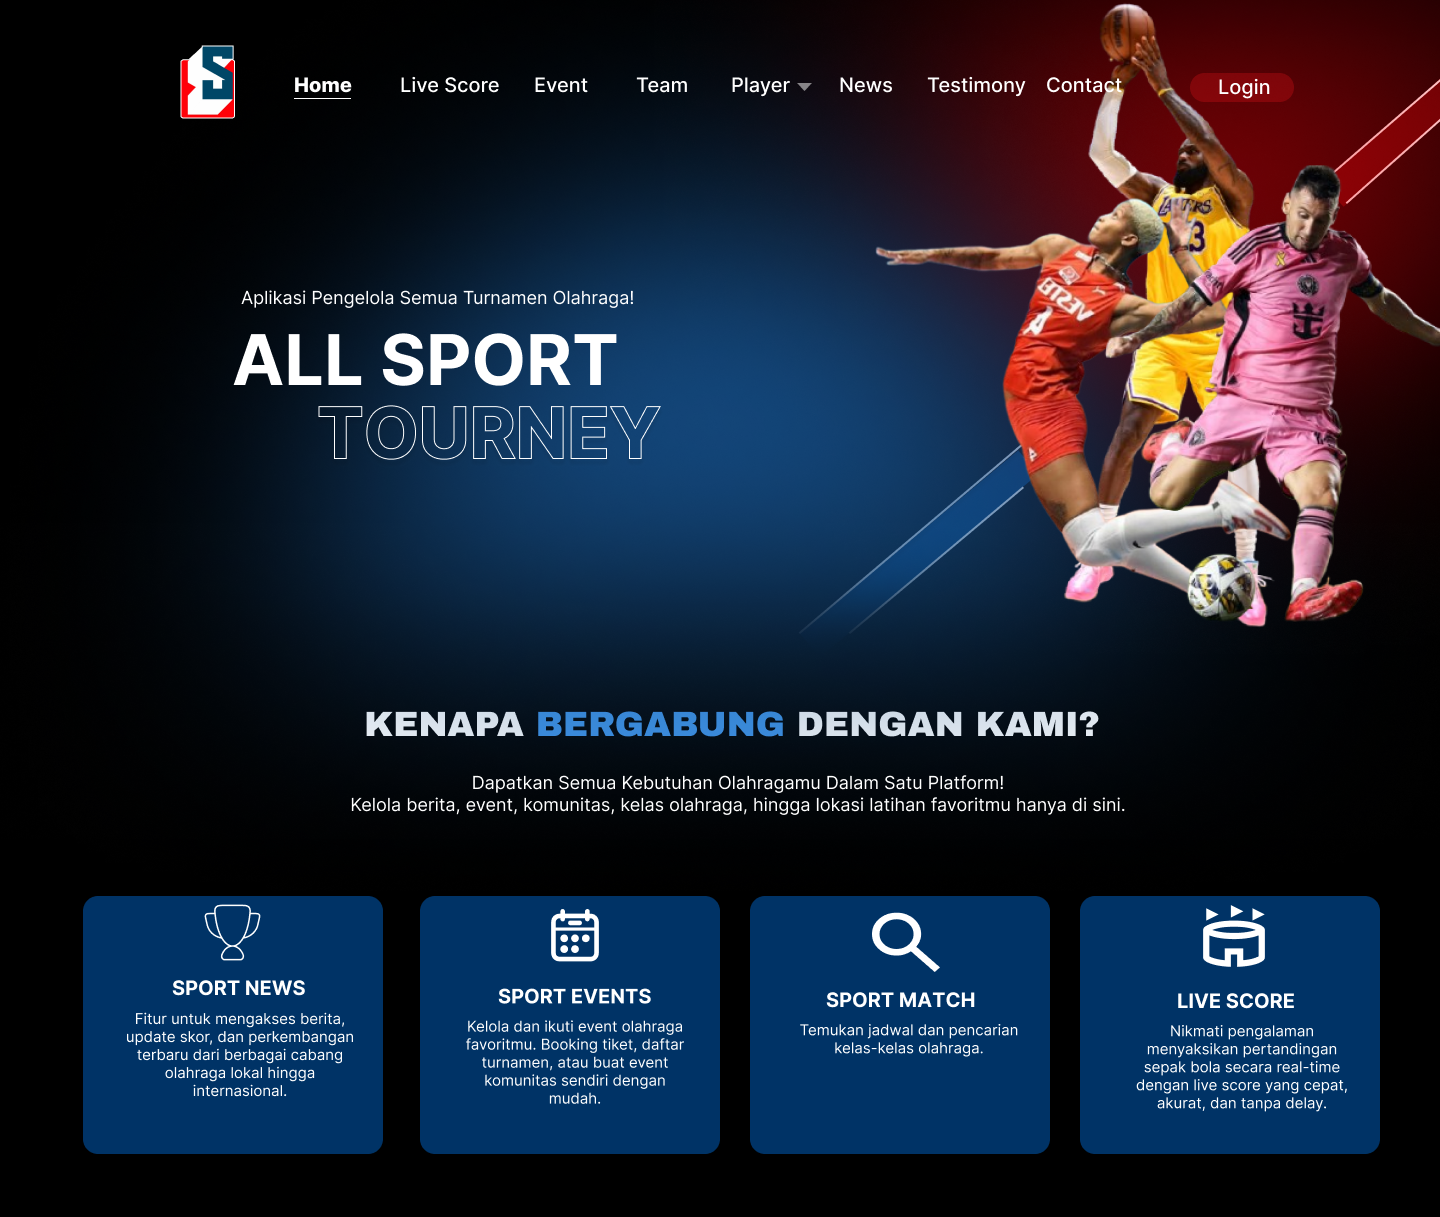 Home Live Score Event Team Player News Testimony Contact Login
Aplikasi Pengelola Semua Turnamen Olahraga!
ALL SPORT
TOURNEY
KENAPA BERGABUNG DENGAN KAMI?
Dapatkan Semua Kebutuhan Olahragamu Dalam Satu Platform!
Kelola berita, event, komunitas, kelas olahraga, hingga lokasi latihan favoritmu hanya di sini.
SPORT NEWS
Fitur untuk mengakses berita,
update skor, dan perkembangan
terbaru dari berbagai cabang
olahraga lokal hingga
internasional.
SPORT EVENTS
Kelola dan ikuti event olahraga
favoritmu. Booking tiket, daftar
turnamen, atau buat event
komunitas sendiri dengan
mudah.
SPORT MATCH
Temukan jadwal dan pencarian
kelas-kelas olahraga.
LIVE SCORE
Nikmati pengalaman
menyaksikan pertandingan
sepak bola secara real-time
dengan live score yang cepat,
akurat, dan tanpa delay.